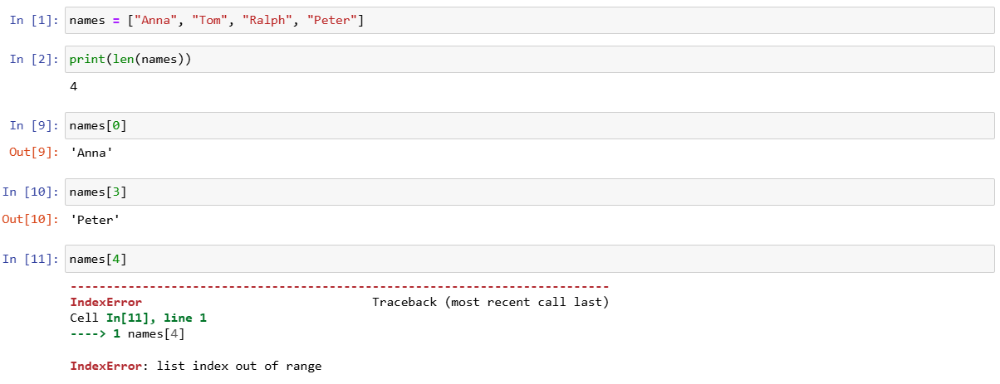 In [1]: names = ["Anna", "Tom", "Ralph", "Peter"]
In [2]: print(len(names))
4
In [9]: names[0]
Out[9]: 'Anna'
In [10]: names[3]
Out[10]: 'Peter'
In [11]: names[4]
---------------------------------------------------------------------------
IndexError                                Traceback (most recent call last)
Cell In[11], line 1
----> 1 names[4]
IndexError: list index out of range